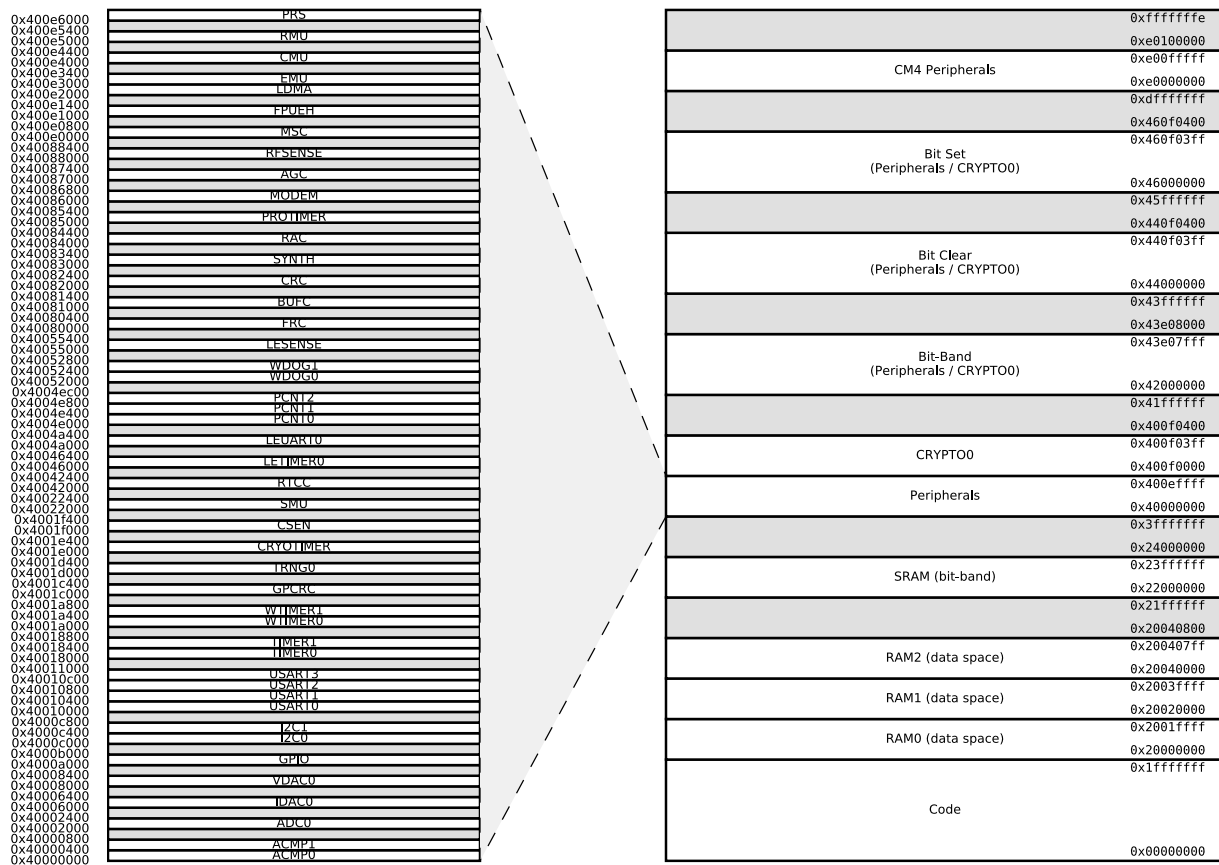 0x400e6000
0x400e5400
0x400e5000
0x400e4400
0x400e4000
0x400e3400
0x400e3000
0x400e2000
0x400e1400
0x400e1000
0x400e0800
0x400e0000
0x40088400
0x40088000
0x40087400
0x40087000
0x40086800
0x40086000
0x40085400
0x40085000
0x40084400
0x40084000
0x40083400
0x40083000
0x40082400
0x40082000
0x40081400
0x40081000
0x40080400
0x40080000
0x40055400
0x40055000
0x40052800
0x40052400
0x40052000
0x4004ec00
0x4004e800
0x4004e400
0x4004e000
0x4004a400
0x4004a000
0x40046400
0x40046000
0x40042400
0x40042000
0x40022400
0x40022000
0x4001f400
0x4001f000
0x4001e400
0x4001e000
0x4001d400
0x4001d000
0x4001c400
0x4001c000
0x4001a800
0x4001a400
0x4001a000
0x40018800
0x40018400
0x40018000
0x40011000
0x40010c00
0x40010800
0x40010400
0x40010000
0x4000c800
0x4000c400
0x4000c000
0x4000b000
0x4000a000
0x40008400
0x40008000
0x40006400
0x40006000
0x40002400
0x40002000
0x40000800
0x40000400
0x40000000
PRS
RMU
CMU
EMU
LDMA
FPUEH
MSC
RFSENSE
AGC
MODEM
PROTIMER
RAC
SYNTH
CRC
BUFC
FRC
LESENSE
WDOG1
WDOG0
PCNT2
PCNT1
PCNT0
LEUART0
LETIMER0
RTCC
SMU
CSEN
CRYOTIMER
TRNG0
GPCRC
WTIMER1
WTIMER0
TIMER1
TIMER0
USART3
USART2
USART1
USART0
I2C1
I2C0
GPIO
VDAC0
IDAC0
ADC0
ACMP1
ACMP0
0xfffffffe
0xe0100000
0xe00fffff
CM4 Peripherals
0xe0000000
0xdfffffff
0x460f0400
0x460f03ff
Bit Set
(Peripherals / CRYPTO0)
0x46000000
0x45ffffff
0x440f0400
0x440f03ff
Bit Clear
(Peripherals / CRYPTO0)
0x44000000
0x43ffffff
0x43e08000
0x43e07fff
Bit-Band
(Peripherals / CRYPTO0)
0x42000000
0x41ffffff
0x400f0400
0x400f03ff
CRYPTO0
0x400f0000
0x400effff
Peripherals
0x40000000
0x3fffffff
0x24000000
0x23ffffff
SRAM (bit-band)
0x22000000
0x21ffffff
0x20040800
0x200407ff
RAM2 (data space)
0x20040000
0x2003ffff
RAM1 (data space)
0x20020000
0x2001ffff
RAM0 (data space)
0x20000000
0x1fffffff
Code
0x00000000